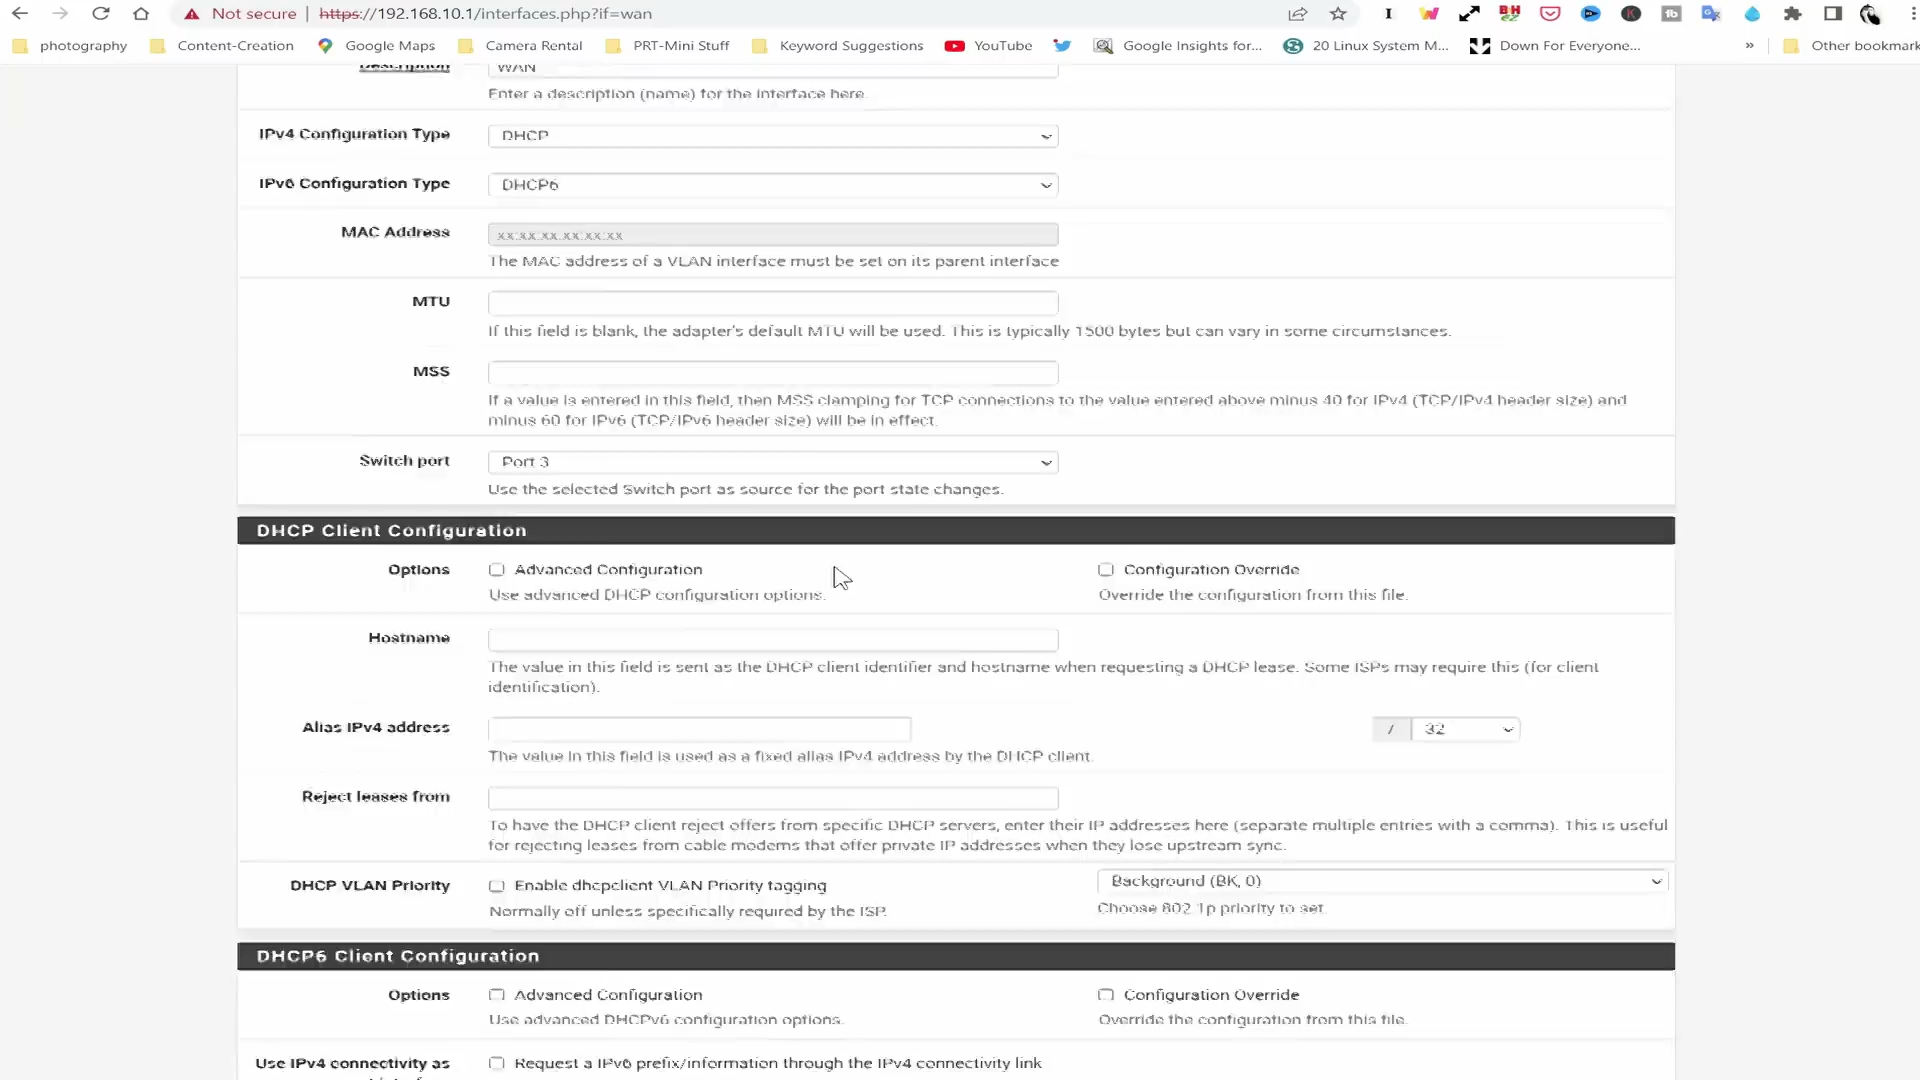 Not secure | https://192.168.10.1/interfaces.php?if=wan
photography Content-Creation Google Maps Camera Rental PRT-Mini Stuff Keyword Suggestions YouTube Google Insights for... 20 Linux System M... Down For Everyone... » Other bookmark
Description WAN
Enter a description (name) for the interface here.
IPv4 Configuration Type DHCP
IPv6 Configuration Type DHCP6
MAC Address xx:xx:xx:xx:xx:xx
The MAC address of a VLAN interface must be set on its parent interface
MTU
If this field is blank, the adapter's default MTU will be used. This is typically 1500 bytes but can vary in some circumstances.
MSS
If a value is entered in this field, then MSS clamping for TCP connections to the value entered above minus 40 for IPv4 (TCP/IPv4 header size) and
minus 60 for IPv6 (TCP/IPv6 header size) will be in effect.
Switch port Port 3
Use the selected Switch port as source for the port state changes.
DHCP Client Configuration
Options Advanced Configuration Configuration Override
Use advanced DHCP configuration options. Override the configuration from this file.
Hostname
The value in this field is sent as the DHCP client identifier and hostname when requesting a DHCP lease. Some ISPs may require this (for client
identification).
Alias IPv4 address / 32
The value in this field is used as a fixed alias IPv4 address by the DHCP client.
Reject leases from
To have the DHCP client reject offers from specific DHCP servers, enter their IP addresses here (separate multiple entries with a comma). This is useful
for rejecting leases from cable modems that offer private IP addresses when they lose upstream sync.
DHCP VLAN Priority Enable dhcpclient VLAN Priority tagging Background (BK, 0)
Normally off unless specifically required by the ISP. Choose 802.1p priority to set.
DHCP6 Client Configuration
Options Advanced Configuration Configuration Override
Use advanced DHCPv6 configuration options. Override the configuration from this file.
Use IPv4 connectivity as Request a IPv6 prefix/information through the IPv4 connectivity link